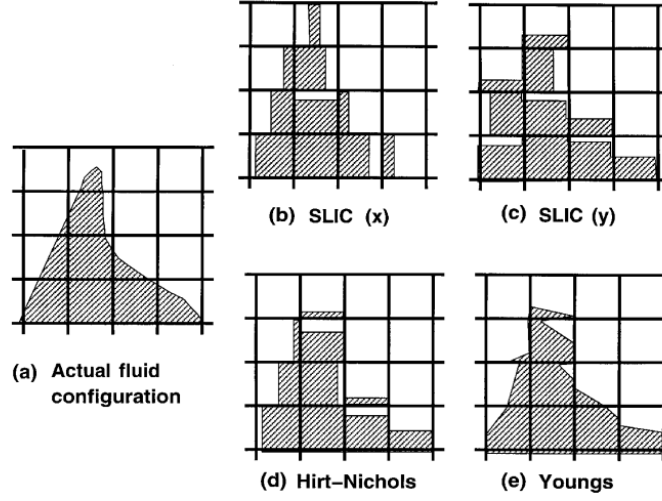 (b) SLIC (x)
(c) SLIC (y)
(a) Actual fluid
configuration
(d) Hirt–Nichols
(e) Youngs